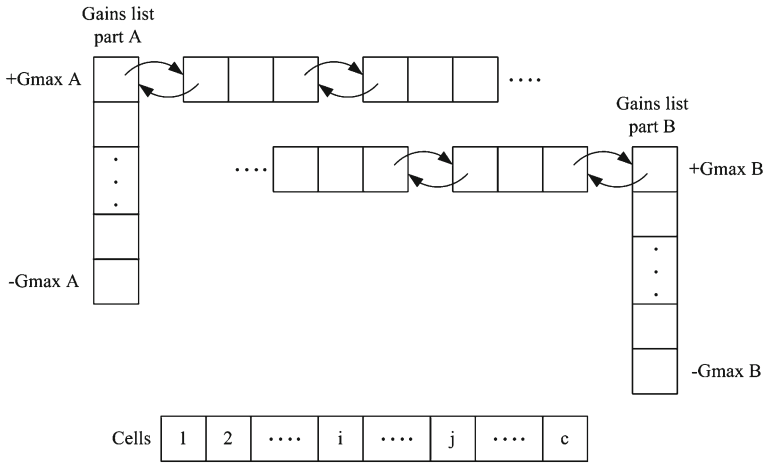 Gains list
part A
+Gmax A
....
Gains list
part B
....
+Gmax B
-Gmax A
-Gmax B
Cells 1 2 .... i .... j .... c